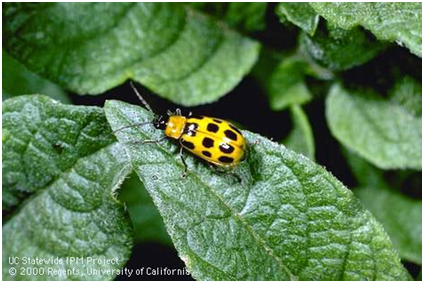 UC Statewide IPM Project
© 2000 Regents, University of California